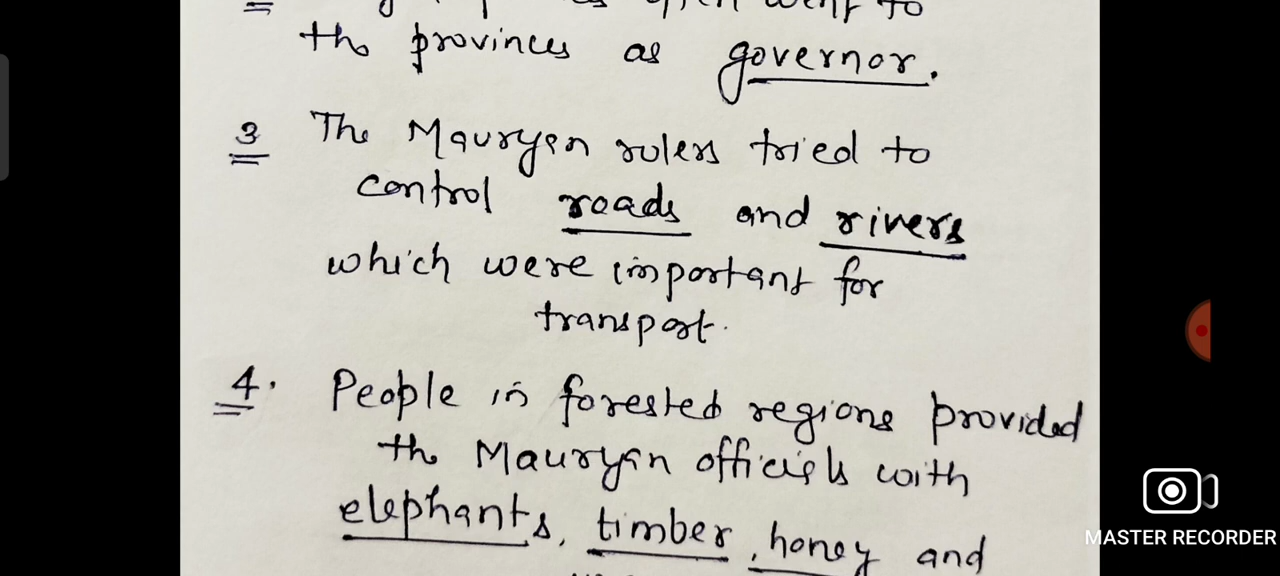 to
the provinces as governor.
3 The Mauryan rulers tried to
control roads and rivers
which were important for
transport.
4. People in forested regions provided
the Mauryan officials with
elephants, timber, honey and
MASTER RECORDER